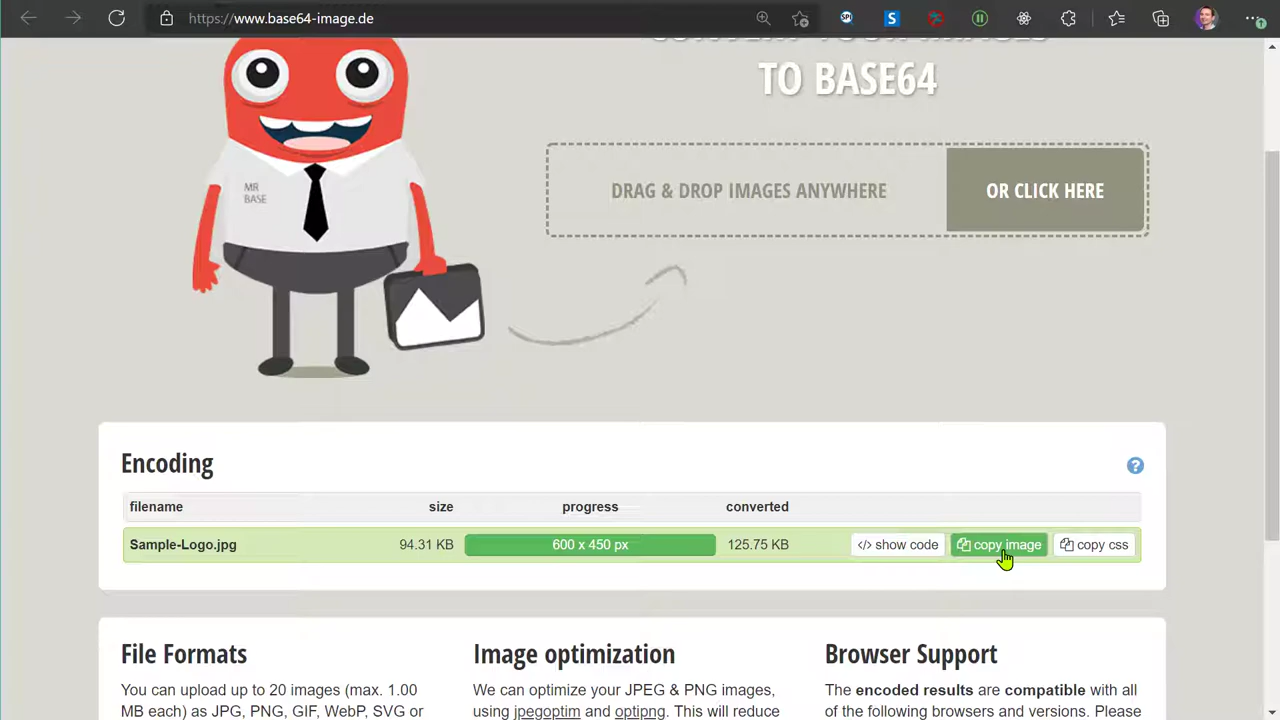 https://www.base64-image.de
SPI
S
CONVERT YOUR IMAGES
TO BASE64
MR
BASE
DRAG & DROP IMAGES ANYWHERE
OR CLICK HERE
Encoding
?
filename size progress converted
Sample-Logo.jpg 94.31 KB 600 x 450 px 125.75 KB </> show code copy image copy css
File Formats
You can upload up to 20 images (max. 1.00
MB each) as JPG, PNG, GIF, WebP, SVG or
Image optimization
We can optimize your JPEG & PNG images,
using jpegoptim and optipng. This will reduce
Browser Support
The encoded results are compatible with all
of the following browsers and versions. Please